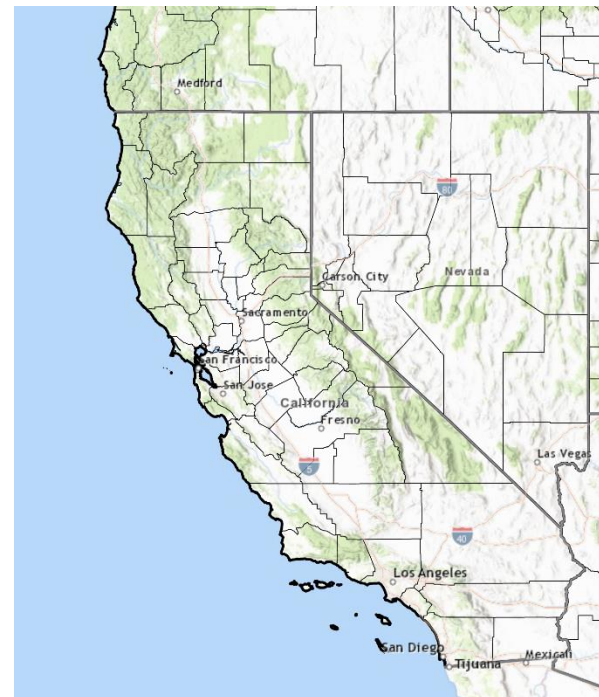 Medford
80
Carson City
Nevada
Sacramento
San Francisco
San Jose
California
Fresno
Las Vegas
5
40
Los Angeles
San Diego
Tijuana
Mexicali